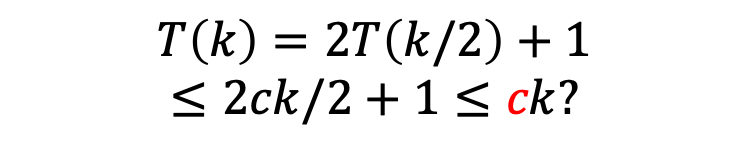 T(k) = 2T(k/2) + 1
≤ 2ck/2 + 1 ≤ ck?